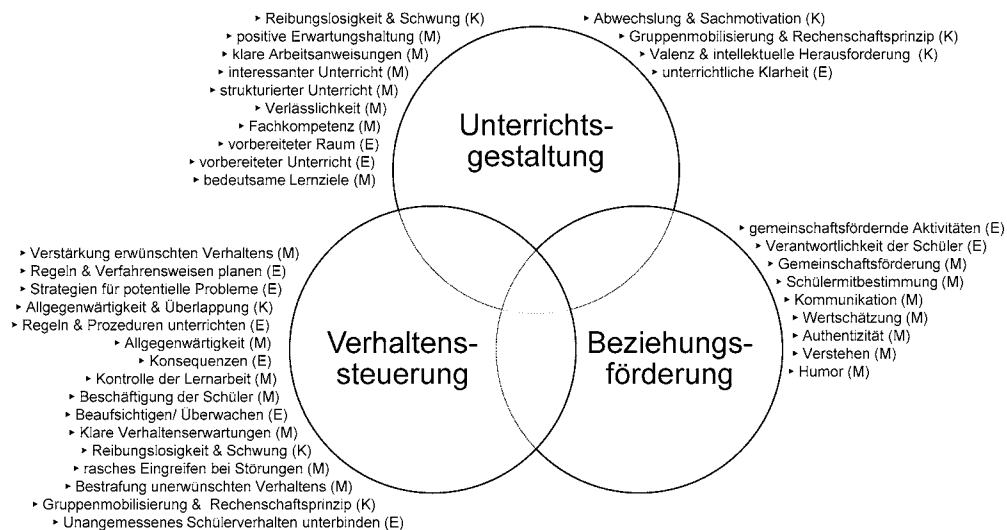 ▸ Reibungslosigkeit & Schwung (K)
▸ positive Erwartungshaltung (M)
▸ klare Arbeitsanweisungen (M)
▸ interessanter Unterricht (M)
▸ strukturierter Unterricht (M)
▸ Verlässlichkeit (M)
▸ Fachkompetenz (M)
▸ vorbereiteter Raum (E)
▸ vorbereiteter Unterricht (E)
▸ bedeutsame Lernziele (M)
▸ Abwechslung & Sachmotivation (K)
▸ Gruppenmobilisierung & Rechenschaftsprinzip (K)
▸ Valenz & intellektuelle Herausforderung (K)
▸ unterrichtliche Klarheit (E)
Unterrichts-
gestaltung
▸ Verstärkung erwünschten Verhaltens (M)
▸ Regeln & Verfahrensweisen planen (E)
▸ Strategien für potentielle Probleme (E)
▸ Allgegenwärtigkeit & Überlappung (K)
▸ Regeln & Prozeduren unterrichten (E)
▸ Allgegenwärtigkeit (M)
▸ Konsequenzen (E)
▸ Kontrolle der Lernarbeit (M)
▸ Beschäftigung der Schüler (M)
▸ Beaufsichtigen/ Überwachen (E)
▸ Klare Verhaltenserwartungen (M)
▸ Reibungslosigkeit & Schwung (K)
▸ rasches Eingreifen bei Störungen (M)
▸ Bestrafung unerwünschten Verhaltens (M)
▸ Gruppenmobilisierung & Rechenschaftsprinzip (K)
▸ Unangemessenes Schülerverhalten unterbinden (E)
Verhaltens-
steuerung
Beziehungs-
förderung
▸ gemeinschaftsfördernde Aktivitäten (E)
▸ Verantwortlichkeit der Schüler (E)
▸ Gemeinschaftsförderung (M)
▸ Schülermitbestimmung (M)
▸ Kommunikation (M)
▸ Wertschätzung (M)
▸ Authentizität (M)
▸ Verstehen (M)
▸ Humor (M)